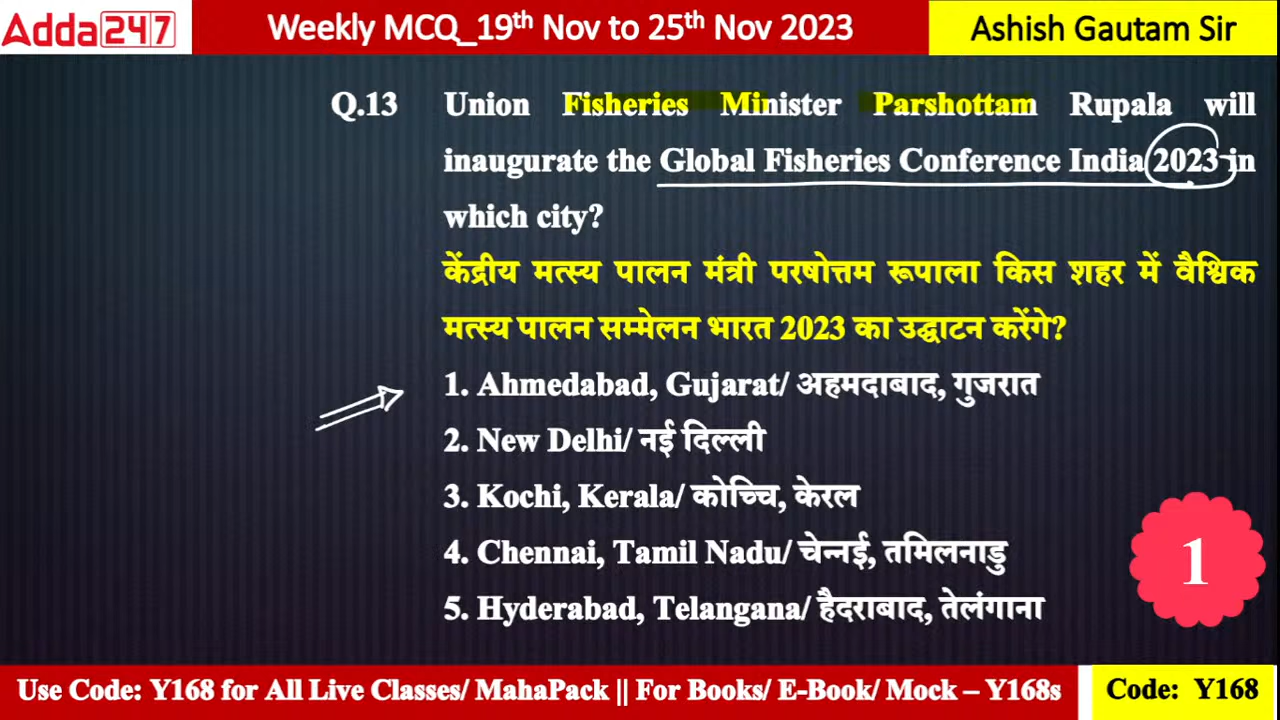 Adda247
Weekly MCQ_19th Nov to 25th Nov 2023
Ashish Gautam Sir
Q.13 Union Fisheries Minister Parshottam Rupala will
inaugurate the Global Fisheries Conference India 2023 in
which city?
केंद्रीय मत्स्य पालन मंत्री परषोत्तम रूपाला किस शहर में वैश्विक
मत्स्य पालन सम्मेलन भारत 2023 का उद्घाटन करेंगे?
1. Ahmedabad, Gujarat/ अहमदाबाद, गुजरात
2. New Delhi/ नई दिल्ली
3. Kochi, Kerala/ कोच्चि, केरल
4. Chennai, Tamil Nadu/ चेन्नई, तमिलनाडु
5. Hyderabad, Telangana/ हैदराबाद, तेलंगाना
1
Use Code: Y168 for All Live Classes/ MahaPack || For Books/ E-Book/ Mock – Y168s
Code: Y168